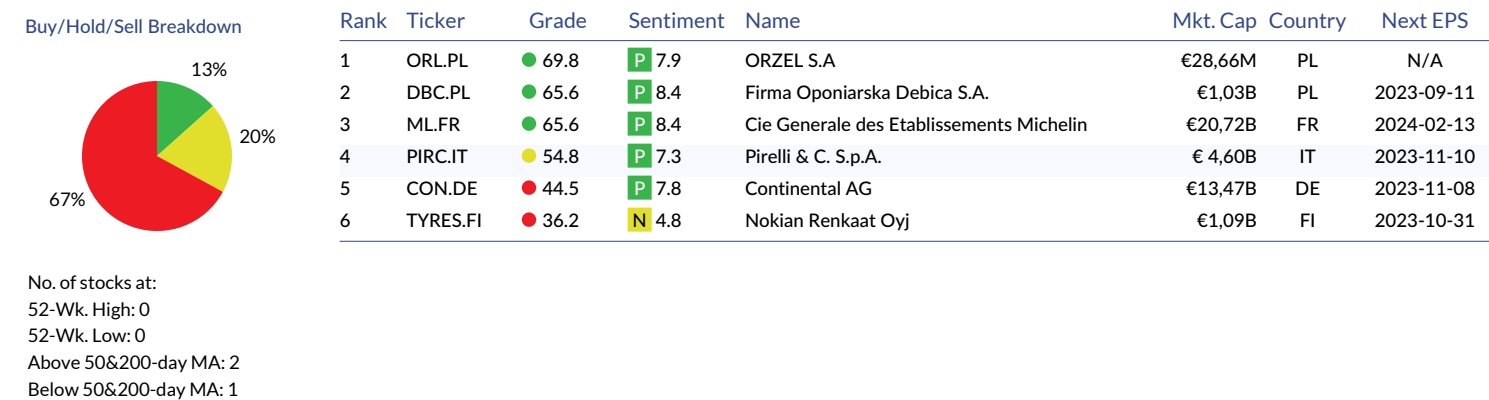 Buy/Hold/Sell Breakdown
13%
20%
67%
No. of stocks at:
52-Wk. High: 0
52-Wk. Low: 0
Above 50&200-day MA: 2
Below 50&200-day MA: 1
Rank Ticker Grade Sentiment Name Mkt. Cap Country Next EPS
1 ORL.PL 69.8 P 7.9 ORZEL S.A €28,66M PL N/A
2 DBC.PL 65.6 P 8.4 Firma Oponiarska Debica S.A. €1,03B PL 2023-09-11
3 ML.FR 65.6 P 8.4 Cie Generale des Etablissements Michelin €20,72B FR 2024-02-13
4 PIRC.IT 54.8 P 7.3 Pirelli & C. S.p.A. € 4,60B IT 2023-11-10
5 CON.DE 44.5 P 7.8 Continental AG €13,47B DE 2023-11-08
6 TYRES.FI 36.2 N 4.8 Nokian Renkaat Oyj €1,09B FI 2023-10-31